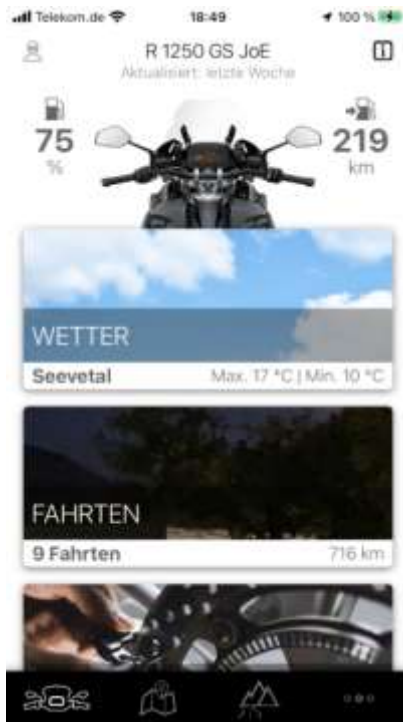 Telekom.de 18:49 100 %
R 1250 GS JoE
Aktualisiert: letzte Woche
75
%
219
km
WETTER
Seevetal Max. 17 °C | Min. 10 °C
FAHRTEN
9 Fahrten 716 km